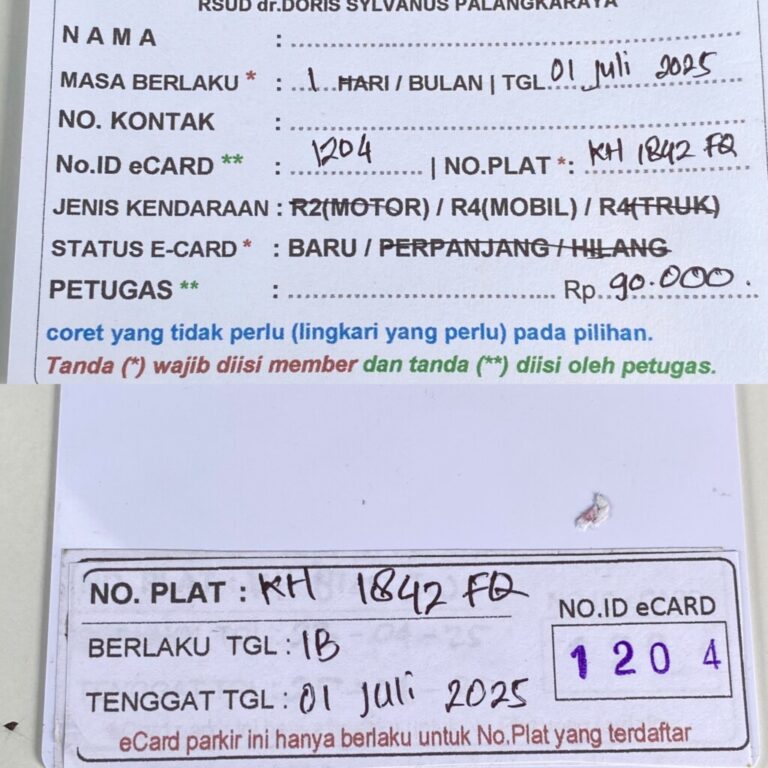 RSUD dr.DORIS SYLVANUS PALANGKARAYA
NAMA :
MASA BERLAKU * : 1 HARI / BULAN | TGL 01 Juli 2025
NO. KONTAK :
No.ID eCARD ** : 1204 | NO.PLAT * : KH 1842 FQ
JENIS KENDARAAN : R2(MOTOR) / R4(MOBIL) / R4(TRUK)
STATUS E-CARD * : BARU / PERPANJANG / HILANG
PETUGAS ** : Rp. 90.000.
coret yang tidak perlu (lingkari yang perlu) pada pilihan.
Tanda (*) wajib diisi member dan tanda (**) diisi oleh petugas.
NO. PLAT : KH 1842 FQ
NO.ID eCARD
BERLAKU TGL : 1B
1204
TENGGAT TGL : 01 Juli 2025
eCard parkir ini hanya berlaku untuk No.Plat yang terdaftar